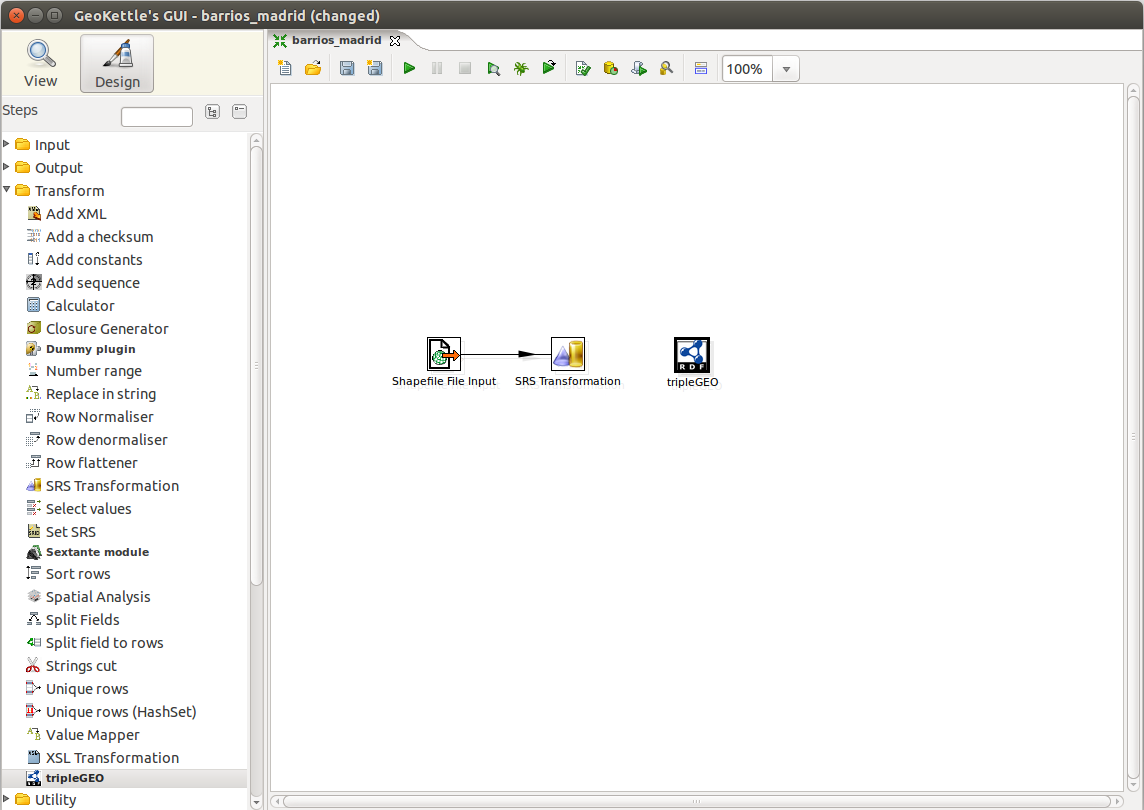 GeoKettle's GUI - barrios_madrid (changed)
View
Design
barrios_madrid
100%
Steps
Input
Output
Transform
Add XML
Add a checksum
Add constants
Add sequence
Calculator
Closure Generator
Dummy plugin
Number range
Replace in string
Row Normaliser
Row denormaliser
Row flattener
SRS Transformation
Select values
Set SRS
Sextante module
Sort rows
Spatial Analysis
Split Fields
Split field to rows
Strings cut
Unique rows
Unique rows (HashSet)
Value Mapper
XSL Transformation
tripleGEO
Utility
Shapefile File Input
SRS Transformation
RDF
tripleGEO